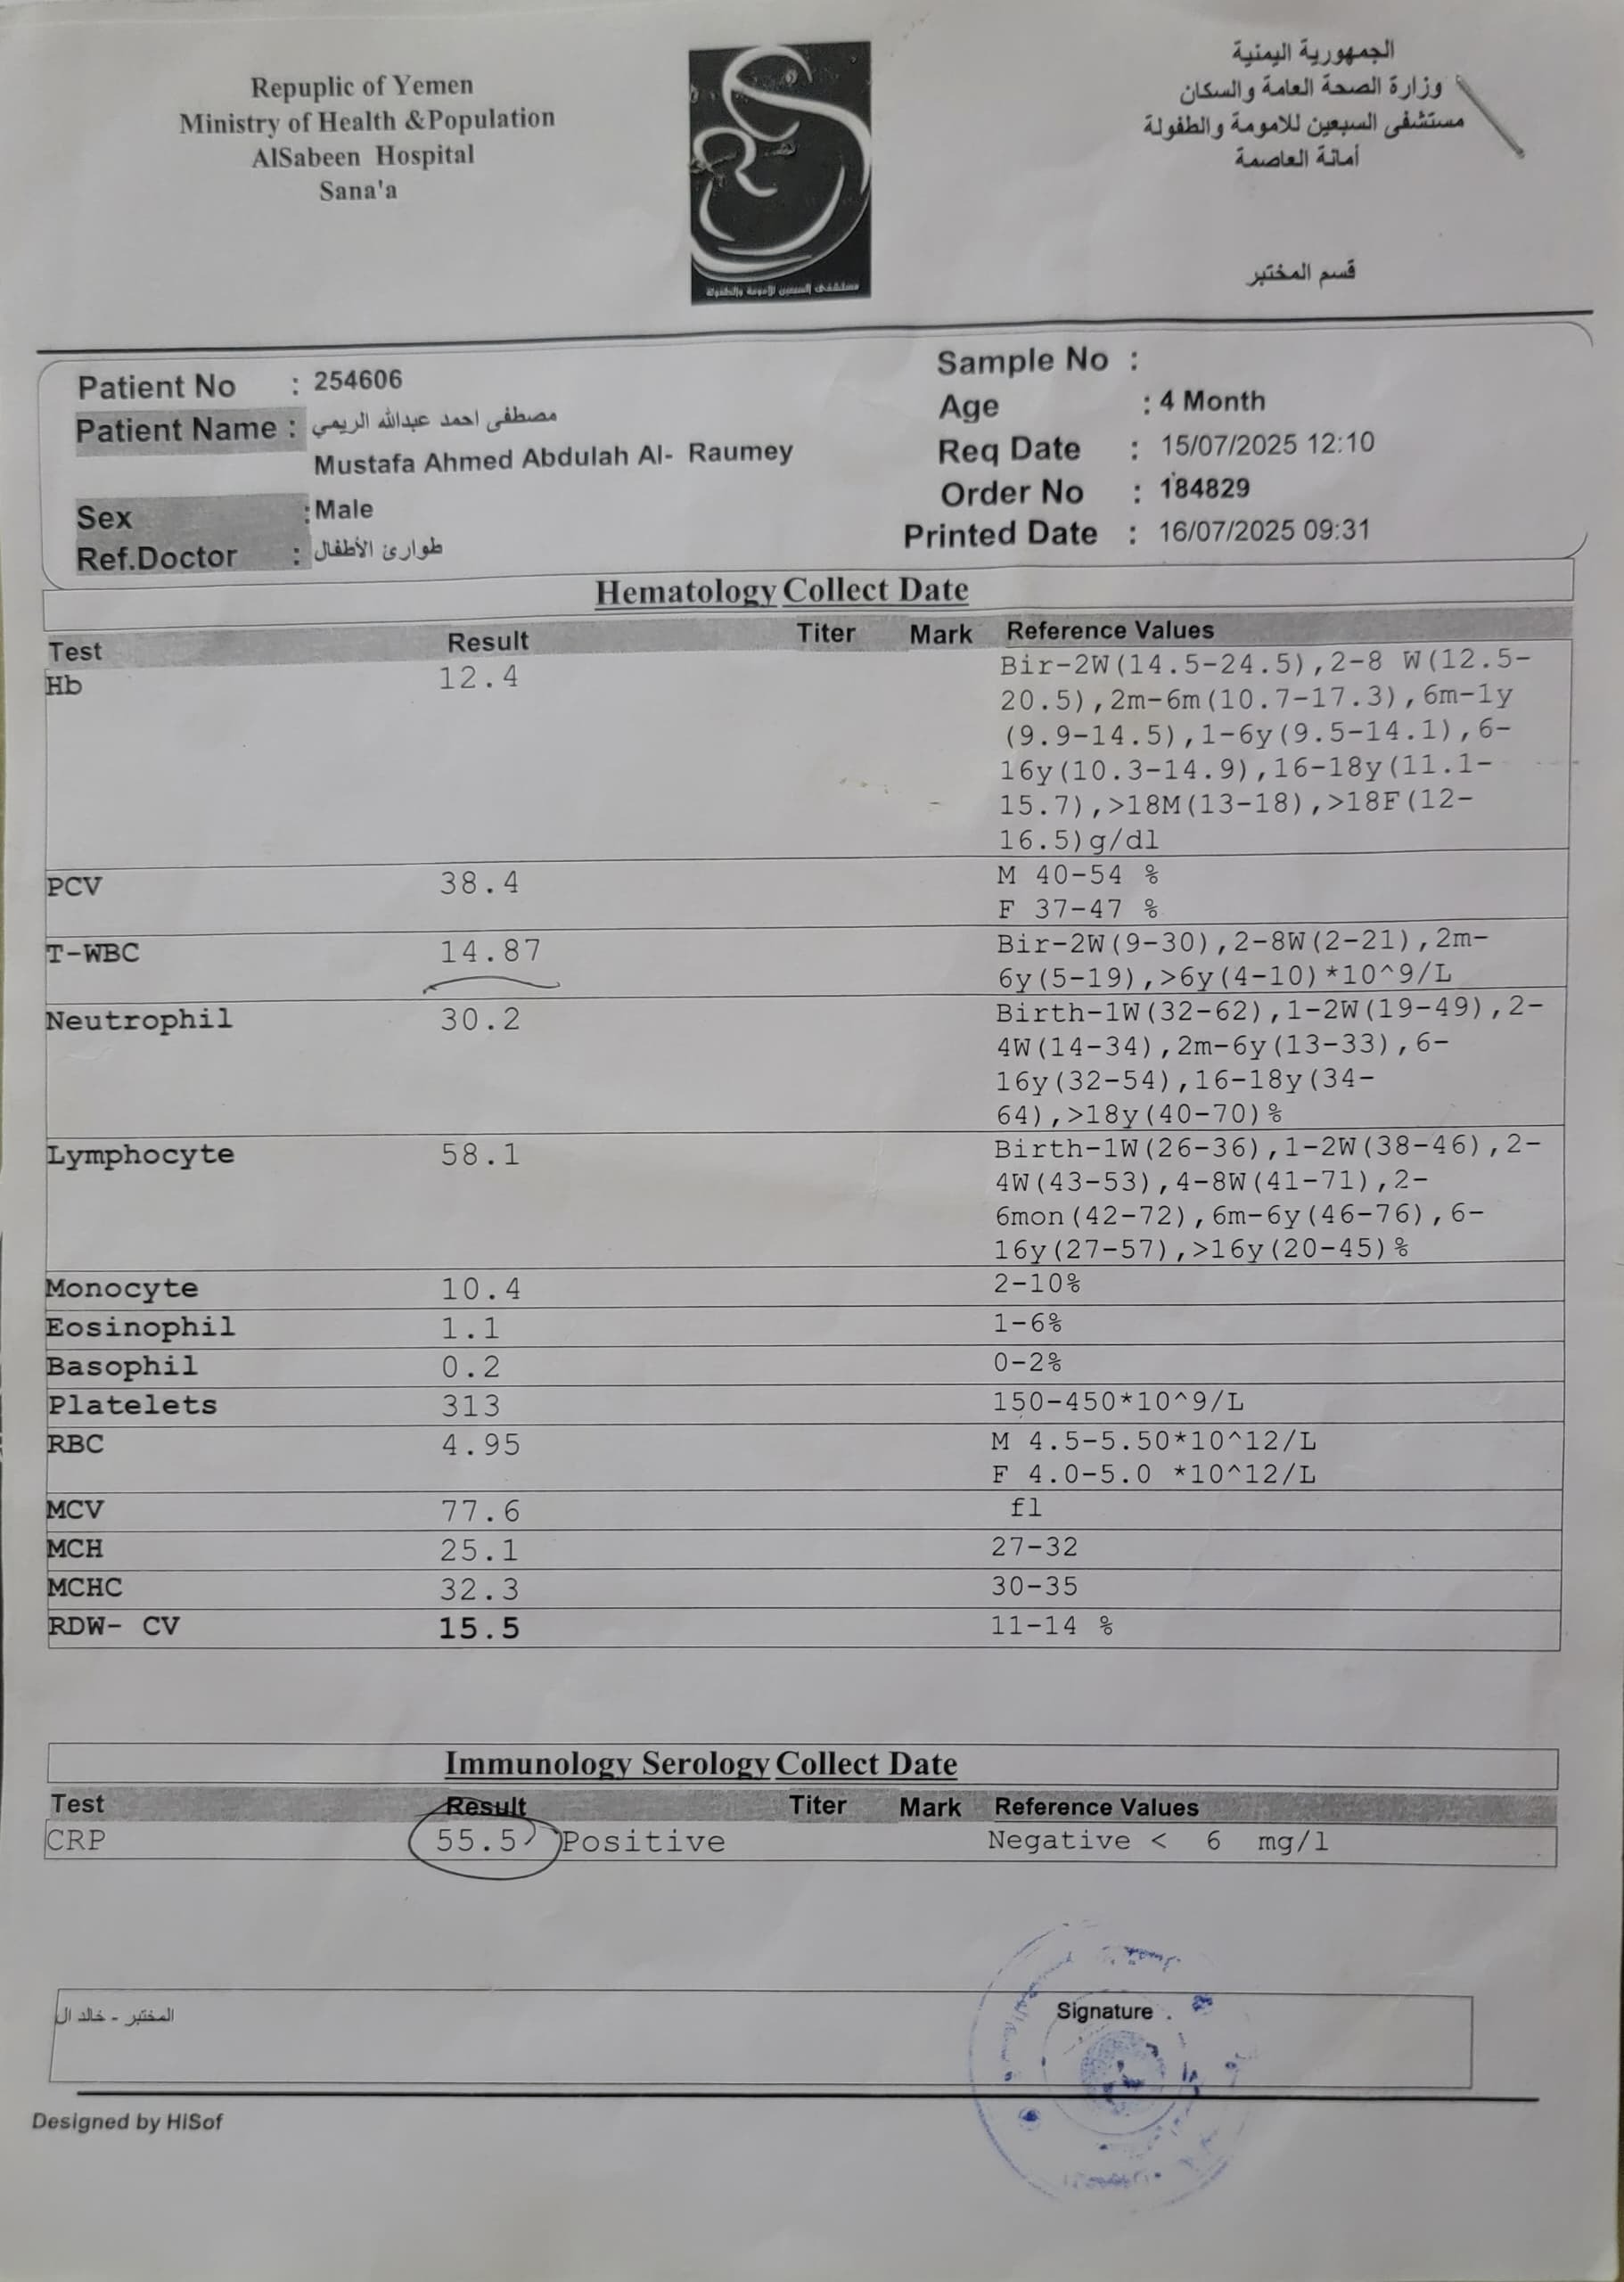 Repuplic of Yemen
Ministry of Health &Population
AlSabeen Hospital
Sana'a
الجمهورية اليمنية
وزارة الصحة العامة والسكان
مستشفى السبعين للامومة والطفولة
أمانة العاصمة
قسم المختبر
مستشفى السبعين للأمومة والطفولة
Patient No : 254606
Patient Name : مصطفى احمد عبدالله الريمي
Mustafa Ahmed Abdulah Al- Raumey
Sex : Male
Ref.Doctor : طوارئ الأطفال
Sample No :
Age : 4 Month
Req Date : 15/07/2025 12:10
Order No : 184829
Printed Date : 16/07/2025 09:31
Hematology Collect Date
Test Result Titer Mark Reference Values
Hb 12.4 Bir-2W(14.5-24.5),2-8 W(12.5-
20.5),2m-6m(10.7-17.3),6m-1y
(9.9-14.5),1-6y(9.5-14.1),6-
16y(10.3-14.9),16-18y(11.1-
15.7),>18M(13-18),>18F(12-
16.5)g/dl
PCV 38.4 M 40-54 %
F 37-47 %
T-WBC 14.87 Bir-2W(9-30),2-8W(2-21),2m-
6y(5-19),>6y(4-10)*10^9/L
Neutrophil 30.2 Birth-1W(32-62),1-2W(19-49),2-
4W(14-34),2m-6y(13-33),6-
16y(32-54),16-18y(34-
64),>18y(40-70)%
Lymphocyte 58.1 Birth-1W(26-36),1-2W(38-46),2-
4W(43-53),4-8W(41-71),2-
6mon(42-72),6m-6y(46-76),6-
16y(27-57),>16y(20-45)%
Monocyte 10.4 2-10%
Eosinophil 1.1 1-6%
Basophil 0.2 0-2%
Platelets 313 150-450*10^9/L
RBC 4.95 M 4.5-5.50*10^12/L
F 4.0-5.0 *10^12/L
MCV 77.6 fl
MCH 25.1 27-32
MCHC 32.3 30-35
RDW- CV 15.5 11-14 %
Immunology Serology Collect Date
Test Result Titer Mark Reference Values
CRP 55.5 Positive Negative < 6 mg/l
المختبر - خالد ال
Signature .
Designed by HiSof